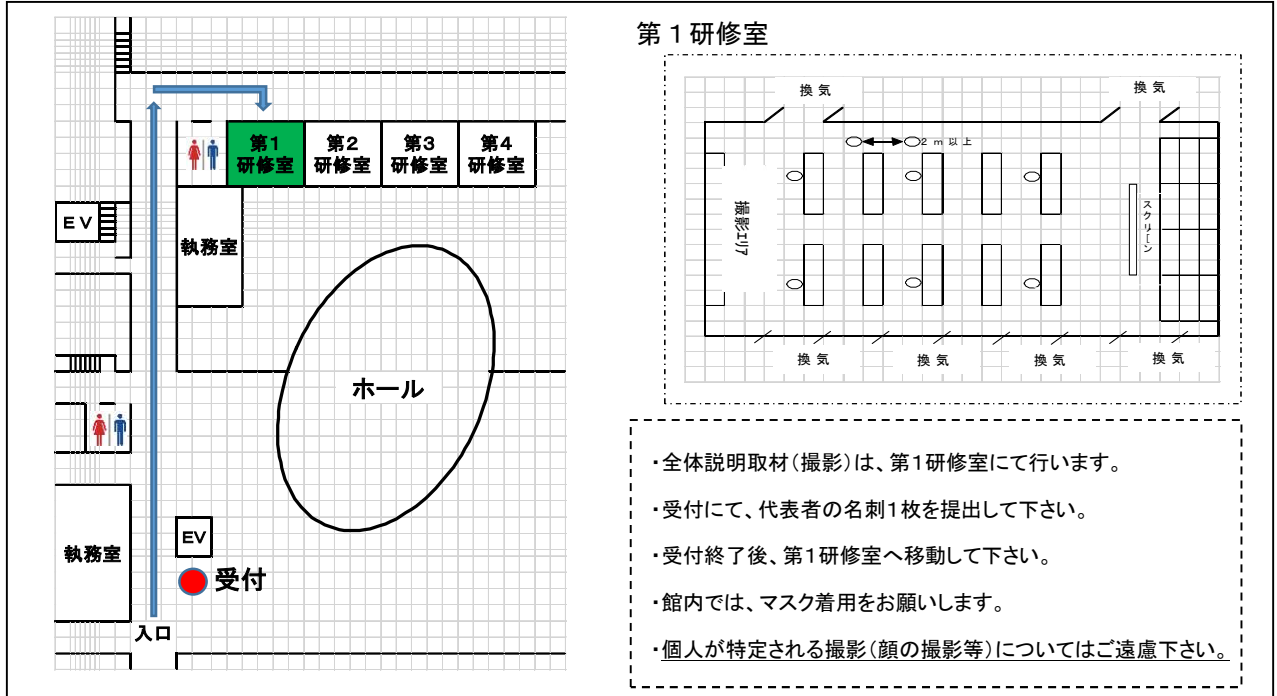 第1
研修室
第2
研修室
第3
研修室
第4
研修室
EV
執務室
ホール
EV
執務室
受付
入口
第1研修室
換気
換気
2m以上
撮影エリア
スクリーン
換気
換気
換気
換気
・全体説明取材(撮影)は、第1研修室にて行います。
・受付にて、代表者の名刺1枚を提出して下さい。
・受付終了後、第1研修室へ移動して下さい。
・館内では、マスク着用をお願いします。
・個人が特定される撮影(顔の撮影等)についてはご遠慮下さい。